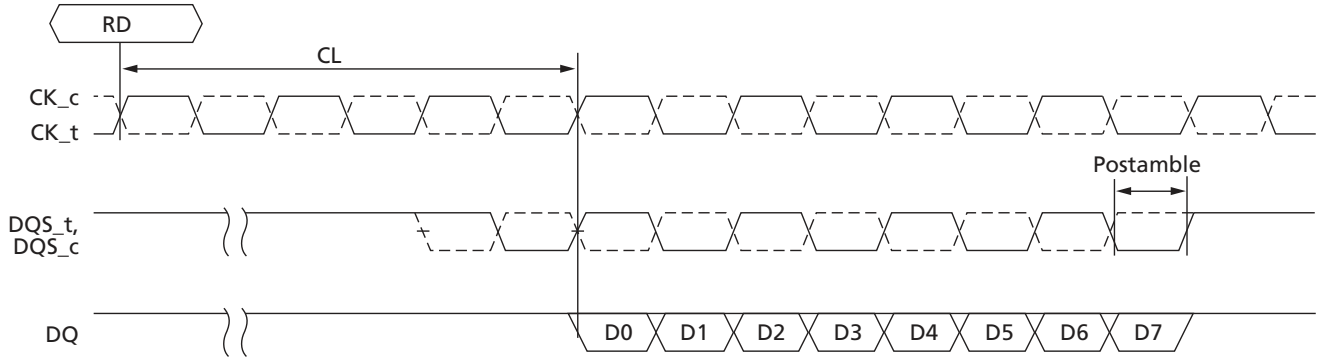 RD
CL
CK_c
CK_t
Postamble
DQS_t,
DQS_c
DQ
D0 D1 D2 D3 D4 D5 D6 D7